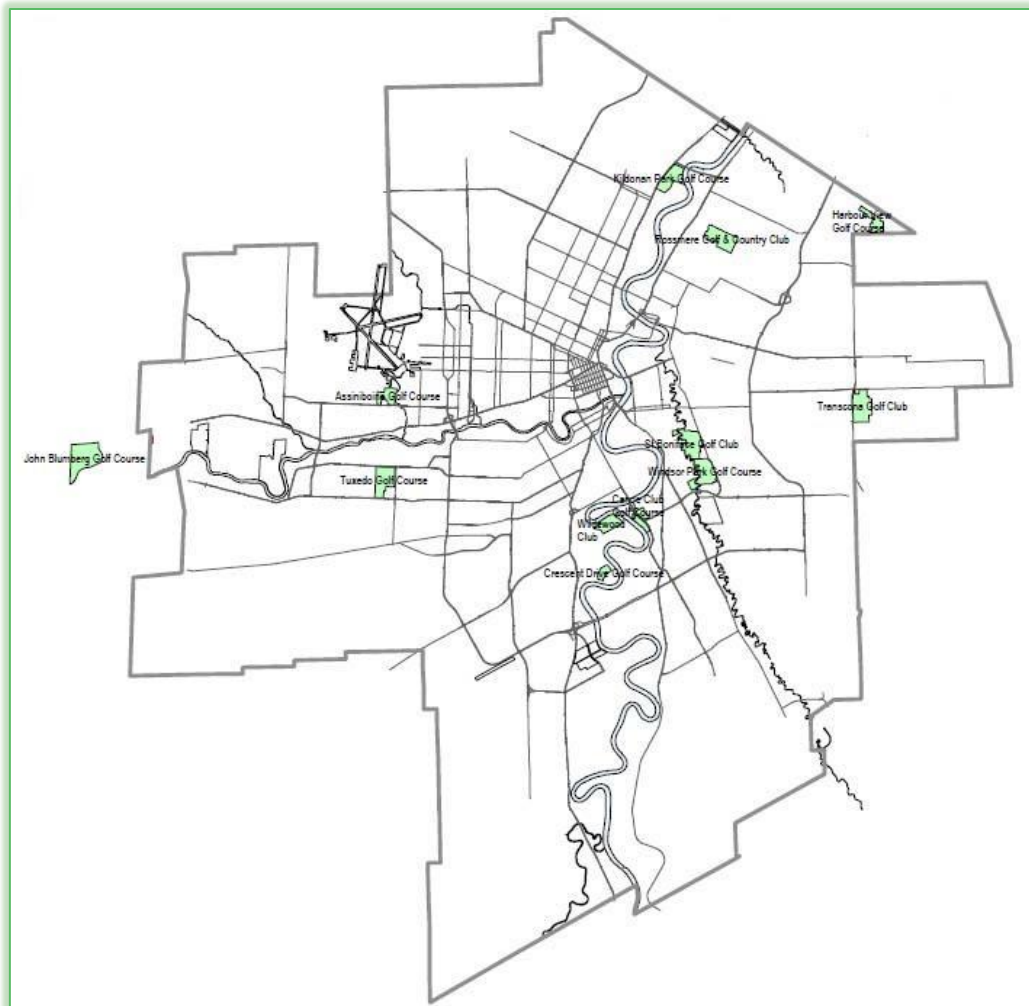 Kildonan Park Golf Course
Harbour View
Golf Course
Rossmere Golf & Country Club
Assiniboine Golf Course
Transcona Golf Club
St Boniface Golf Club
John Blumberg Golf Course
Windsor Park Golf Course
Tuxedo Golf Course
Canoe Club
Golf Course
Wildewood
Club
Crescent Drive Golf Course